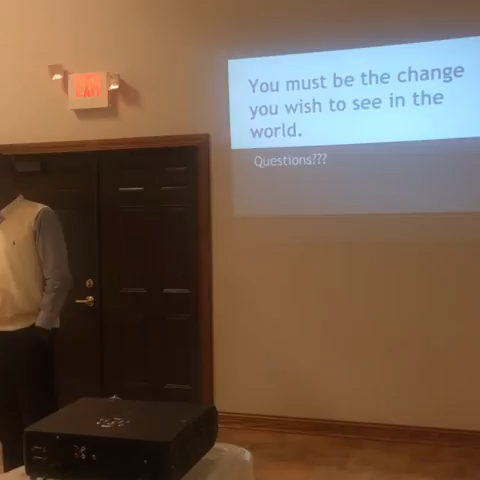 EXIT
You must be the change
you wish to see in the
world.
Questions???